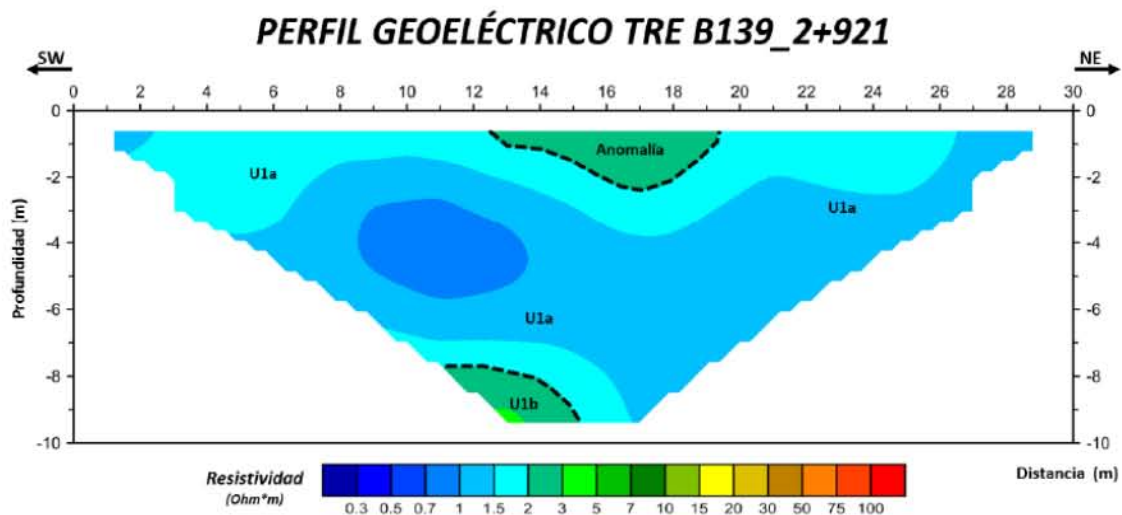 PERFIL GEOELÉCTRICO TRE B139_2+921
SW NE
0 2 4 6 8 10 12 14 16 18 20 22 24 26 28 30
0 0
Anomalía
U1a
-2 -2
U1a
Profundidad (m)
-4 -4
-6 -6
U1a
-8 -8
U1b
-10 -10
Resistividad
(Ohm*m)
Distancia (m)
0.3 0.5 0.7 1 1.5 2 3 5 7 10 15 20 30 50 75 100